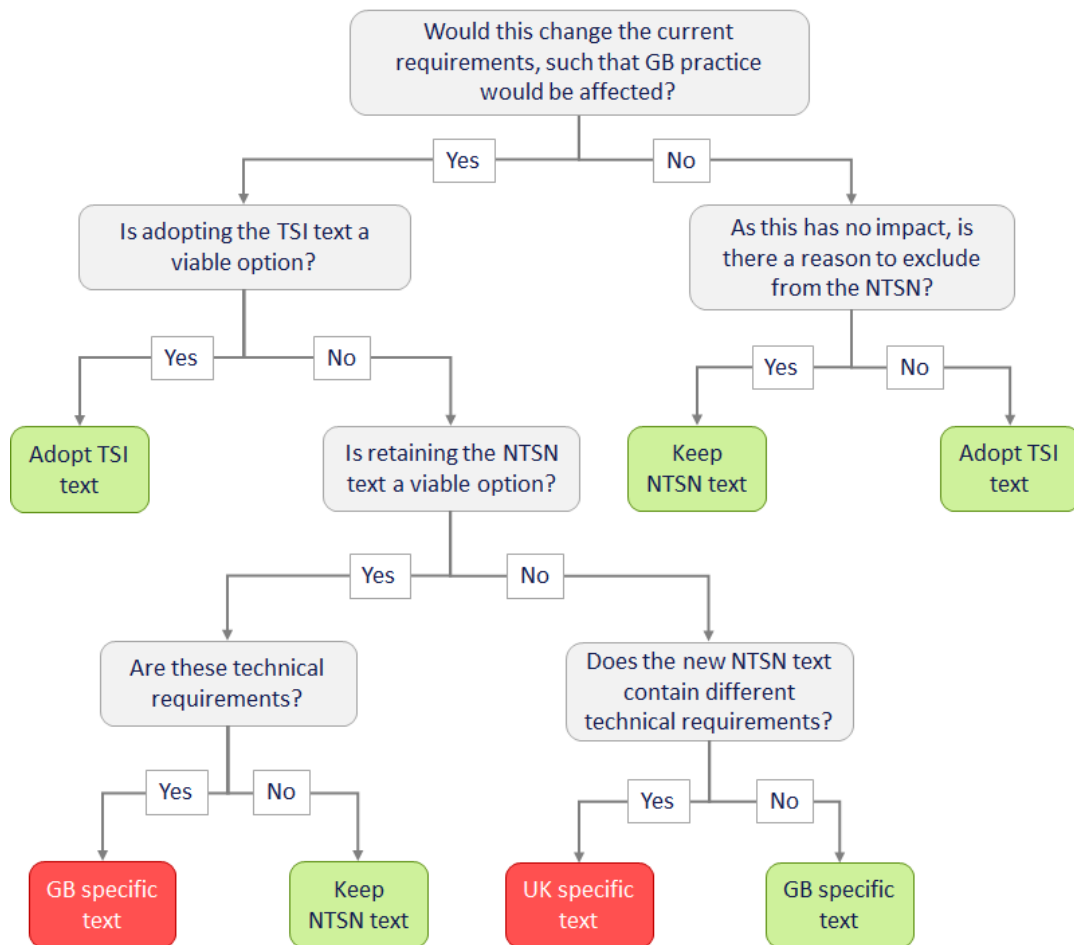 Would this change the current
requirements, such that GB practice
would be affected?
Yes
No
Is adopting the TSI text a
viable option?
As this has no impact, is
there a reason to exclude
from the NTSN?
Yes
No
Yes
No
Adopt TSI
text
Is retaining the NTSN
text a viable option?
Keep
NTSN text
Adopt TSI
text
Yes
No
Are these technical
requirements?
Does the new NTSN text
contain different
technical requirements?
Yes
No
Yes
No
GB specific
text
Keep
NTSN text
UK specific
text
GB specific
text